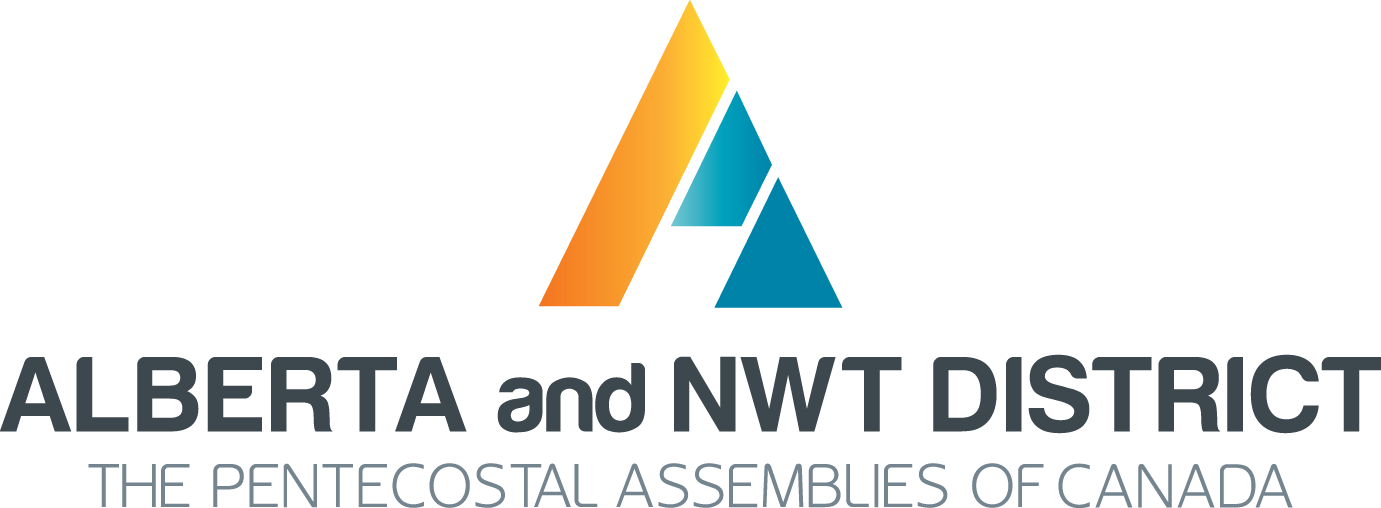 ALBERTA and NWT DISTRICT
THE PENTECOSTAL ASSEMBLIES OF CANADA